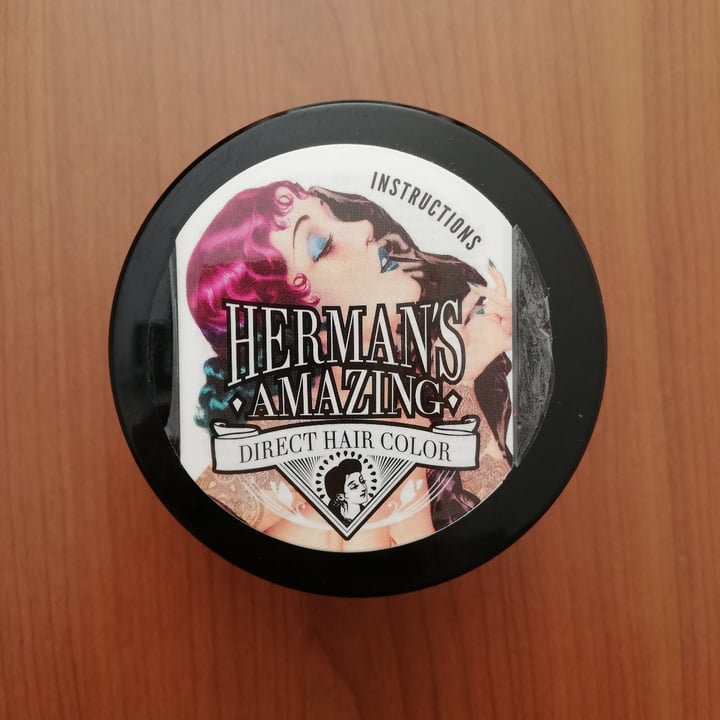 INSTRUCTIONS
HERMAN'S
AMAZING
DIRECT HAIR COLOR